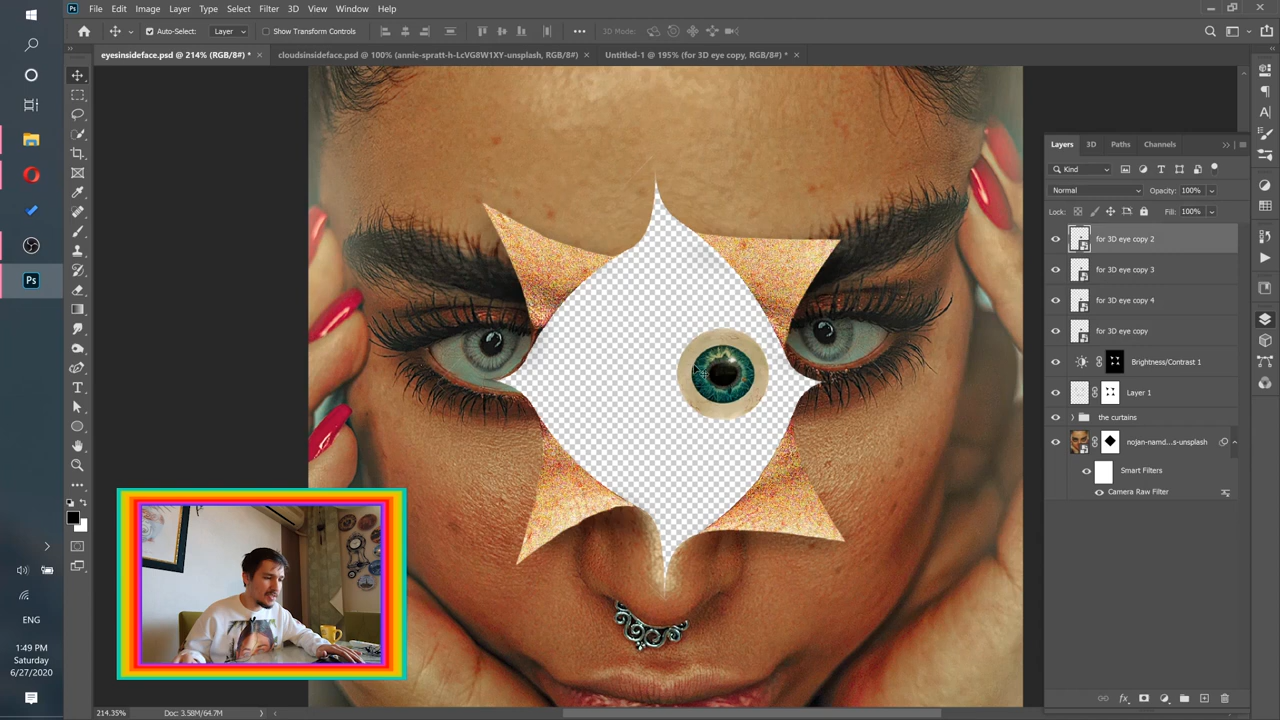 Ps File Edit Image Layer Type Select Filter 3D View Window Help
Auto-Select: Layer Show Transform Controls 3D Mode:
eyesinsideface.psd @ 214% (RGB/8#) * × cloudsinsideface.psd @ 100% (annie-spratt-h-LcVG8W1XY-unsplash, RGB/8#) × Untitled-1 @ 195% (for 3D eye copy, RGB/8#) * ×
Layers 3D Paths Channels
Kind
Normal Opacity: 100%
Lock: Fill: 100%
for 3D eye copy 2
for 3D eye copy 3
for 3D eye copy 4
for 3D eye copy
Brightness/Contrast 1
Layer 1
the curtains
nojan-namd...s-unsplash
Smart Filters
Camera Raw Filter
Ps
ENG
1:49 PM
Saturday
6/27/2020
214.35% Doc: 3.58M/64.7M